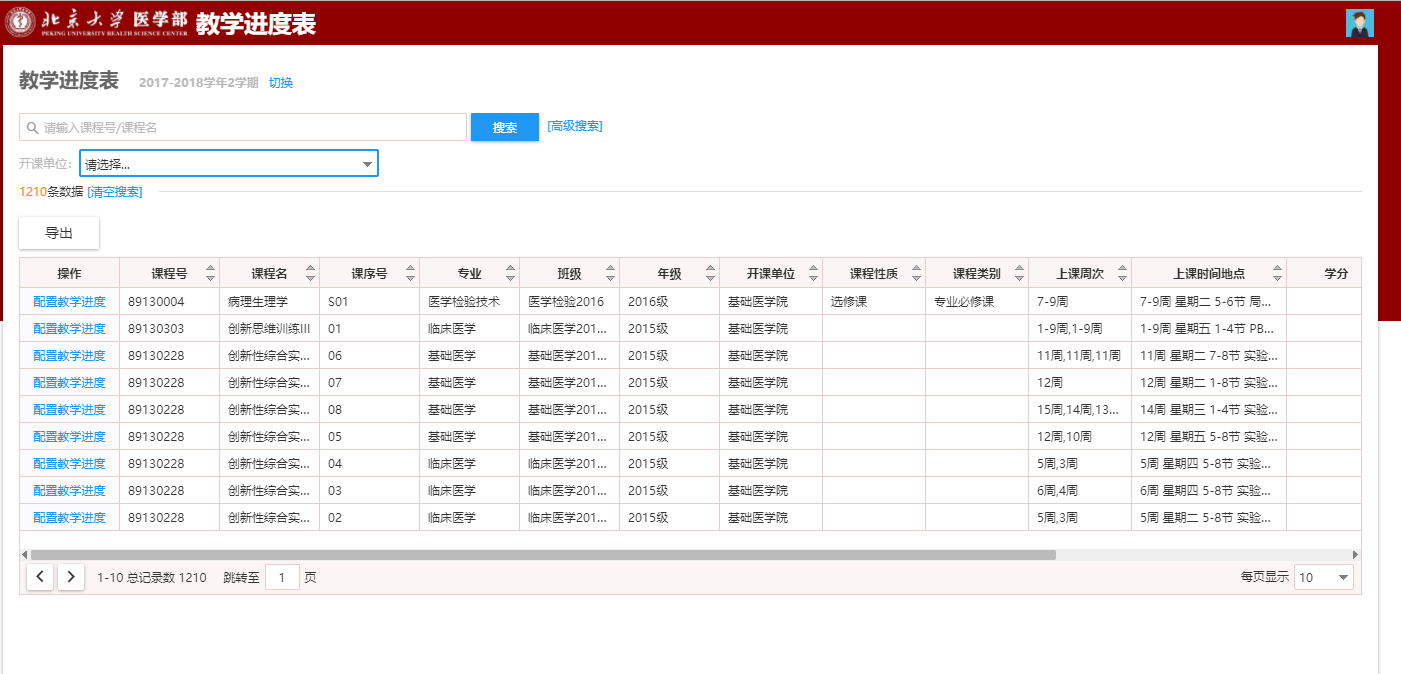 北京大学医学部 教学进度表
PEKING UNIVERSITY HEALTH SCIENCE CENTER
教学进度表 2017-2018学年2学期 切换
请输入课程号/课程名 搜索 [高级搜索]
开课单位: 请选择...
1210条数据 [清空搜索]
导出
操作 课程号 课程名 课序号 专业 班级 年级 开课单位 课程性质 课程类别 上课周次 上课时间地点 学分
配置教学进度 89130004 病理生理学 S01 医学检验技术 医学检验2016 2016级 基础医学院 选修课 专业必修课 7-9周 7-9周 星期二 5-6节 局...
配置教学进度 89130303 创新思维训练III 01 临床医学 临床医学201... 2015级 基础医学院 1-9周,1-9周 1-9周 星期五 1-4节 PB...
配置教学进度 89130228 创新性综合实... 06 基础医学 基础医学201... 2015级 基础医学院 11周,11周,11周 11周 星期二 7-8节 实验...
配置教学进度 89130228 创新性综合实... 07 基础医学 基础医学201... 2015级 基础医学院 12周 12周 星期二 1-8节 实验...
配置教学进度 89130228 创新性综合实... 08 基础医学 基础医学201... 2015级 基础医学院 15周,14周,13... 14周 星期三 1-4节 实验...
配置教学进度 89130228 创新性综合实... 05 基础医学 基础医学201... 2015级 基础医学院 12周,10周 12周 星期五 5-8节 实验...
配置教学进度 89130228 创新性综合实... 04 临床医学 临床医学201... 2015级 基础医学院 5周,3周 5周 星期四 5-8节 实验...
配置教学进度 89130228 创新性综合实... 03 临床医学 临床医学201... 2015级 基础医学院 6周,4周 6周 星期四 5-8节 实验...
配置教学进度 89130228 创新性综合实... 02 临床医学 临床医学201... 2015级 基础医学院 5周,3周 5周 星期二 5-8节 实验...
1-10 总记录数 1210 跳转至 1 页 每页显示 10